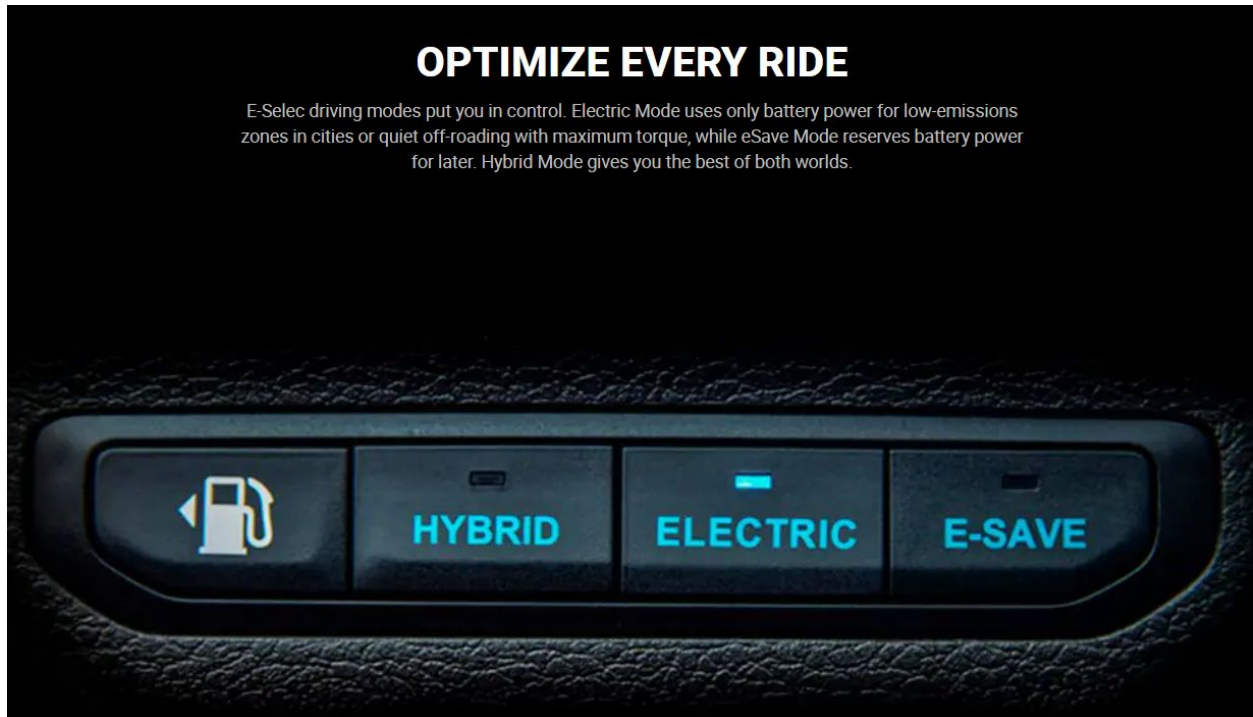 OPTIMIZE EVERY RIDE
E-Selec driving modes put you in control. Electric Mode uses only battery power for low-emissions
zones in cities or quiet off-roading with maximum torque, while eSave Mode reserves battery power
for later. Hybrid Mode gives you the best of both worlds.
HYBRID ELECTRIC E-SAVE